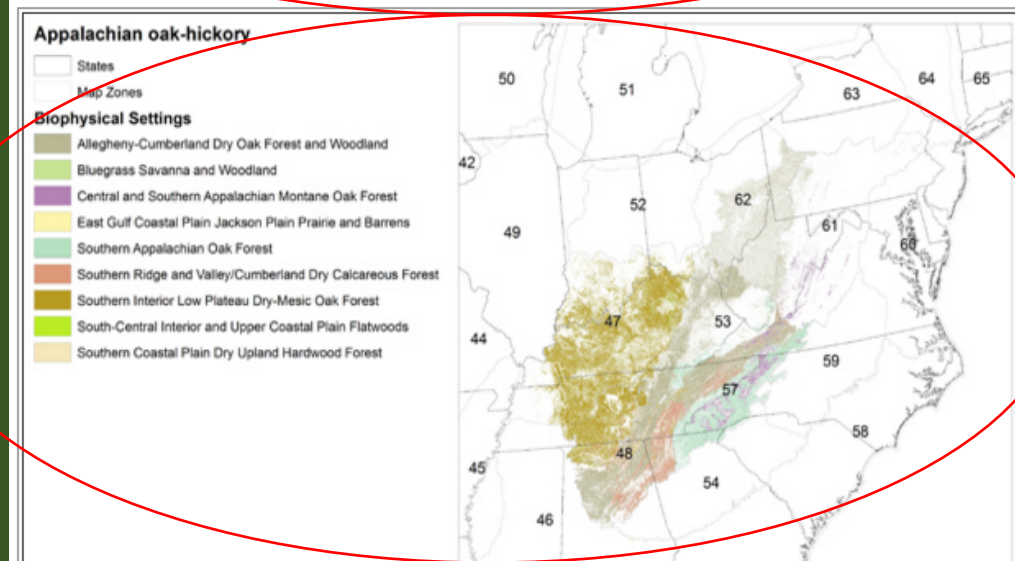 Appalachian oak-hickory
States
Map Zones
Biophysical Settings
Allegheny-Cumberland Dry Oak Forest and Woodland
Bluegrass Savanna and Woodland
Central and Southern Appalachian Montane Oak Forest
East Gulf Coastal Plain Jackson Plain Prairie and Barrens
Southern Appalachian Oak Forest
Southern Ridge and Valley/Cumberland Dry Calcareous Forest
Southern Interior Low Plateau Dry-Mesic Oak Forest
South-Central Interior and Upper Coastal Plain Flatwoods
Southern Coastal Plain Dry Upland Hardwood Forest
50
51
63
64
65
42
49
52
62
61
60
47
53
44
57
59
58
48
45
54
46